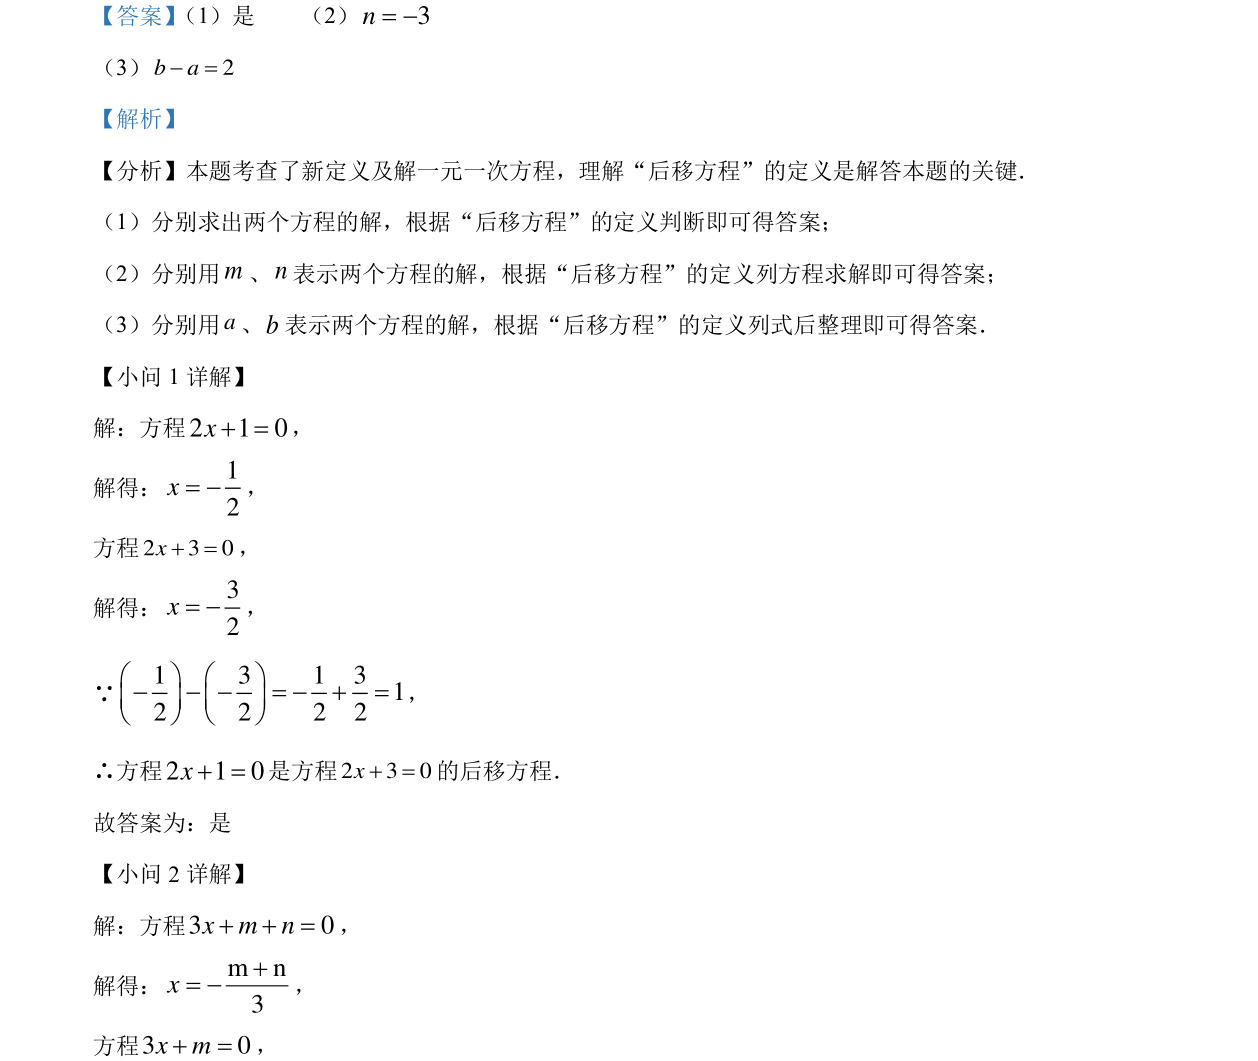 【答案】（1）是　　（2）n = −3
（3）b − a = 2
【解析】
【分析】本题考查了新定义及解一元一次方程，理解“后移方程”的定义是解答本题的关键．
（1）分别求出两个方程的解，根据“后移方程”的定义判断即可得答案；
（2）分别用 m 、 n 表示两个方程的解，根据“后移方程”的定义列方程求解即可得答案；
（3）分别用 a 、 b 表示两个方程的解，根据“后移方程”的定义列式后整理即可得答案．
【小问 1 详解】
解：方程 2x + 1 = 0，
解得： x = −1/2，
方程 2x + 3 = 0，
解得： x = −3/2，
∵(−1/2) − (−3/2) = −1/2 + 3/2 = 1，
∴方程 2x + 1 = 0 是方程 2x + 3 = 0 的后移方程．
故答案为：是
【小问 2 详解】
解：方程 3x + m + n = 0，
解得： x = −(m + n)/3，
方程 3x + m = 0，